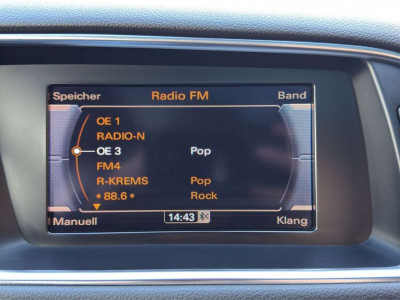 Speicher Radio FM Band
OE 1
RADIO-N
OE 3 Pop
FM4
R-KREMS Pop
* 88.6 * Rock
Manuell 14:43 Klang